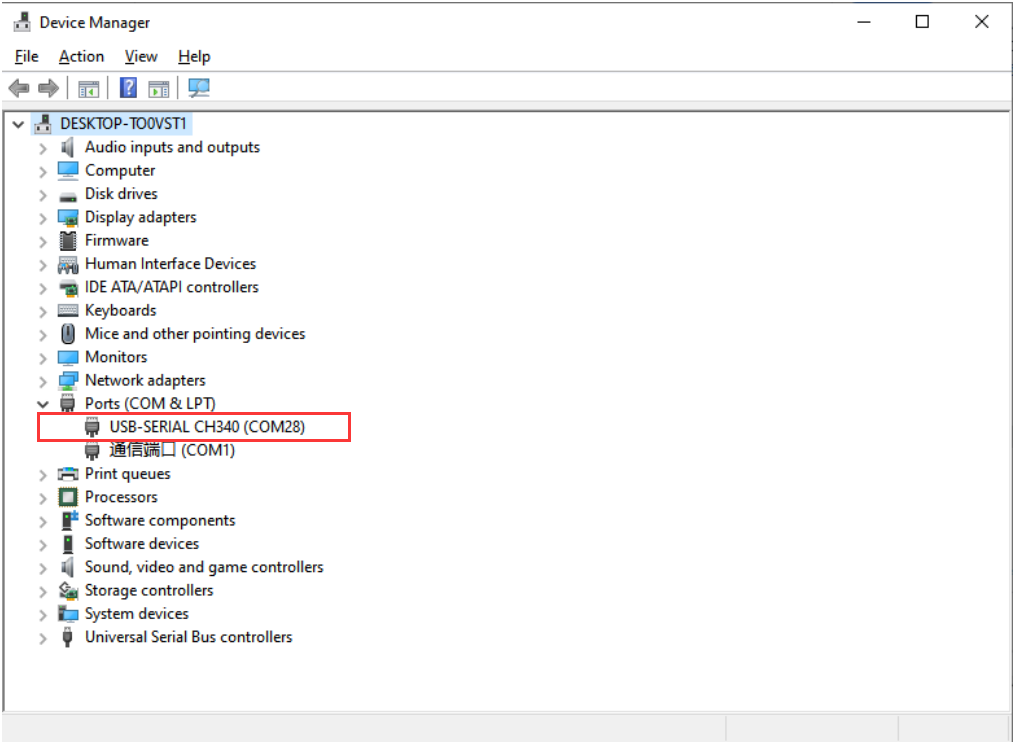 Device Manager
File Action View Help
DESKTOP-TO0VST1
Audio inputs and outputs
Computer
Disk drives
Display adapters
Firmware
Human Interface Devices
IDE ATA/ATAPI controllers
Keyboards
Mice and other pointing devices
Monitors
Network adapters
Ports (COM & LPT)
USB-SERIAL CH340 (COM28)
通信端口 (COM1)
Print queues
Processors
Software components
Software devices
Sound, video and game controllers
Storage controllers
System devices
Universal Serial Bus controllers